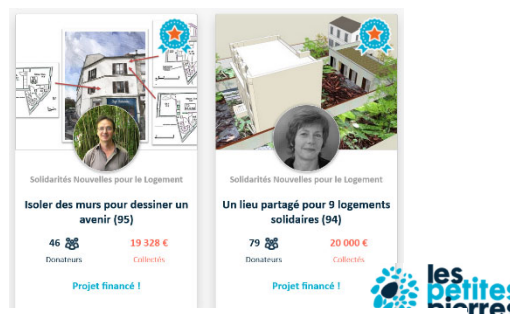 Solidarités Nouvelles pour le Logement
Isoler des murs pour dessiner un
avenir (95)
46
19 328 €
Donateurs
Collectés
Projet financé !
Solidarités Nouvelles pour le Logement
Un lieu partagé pour 9 logements
solidaires (94)
79
20 000 €
Donateurs
Collectés
Projet financé !
les
petites
pierres